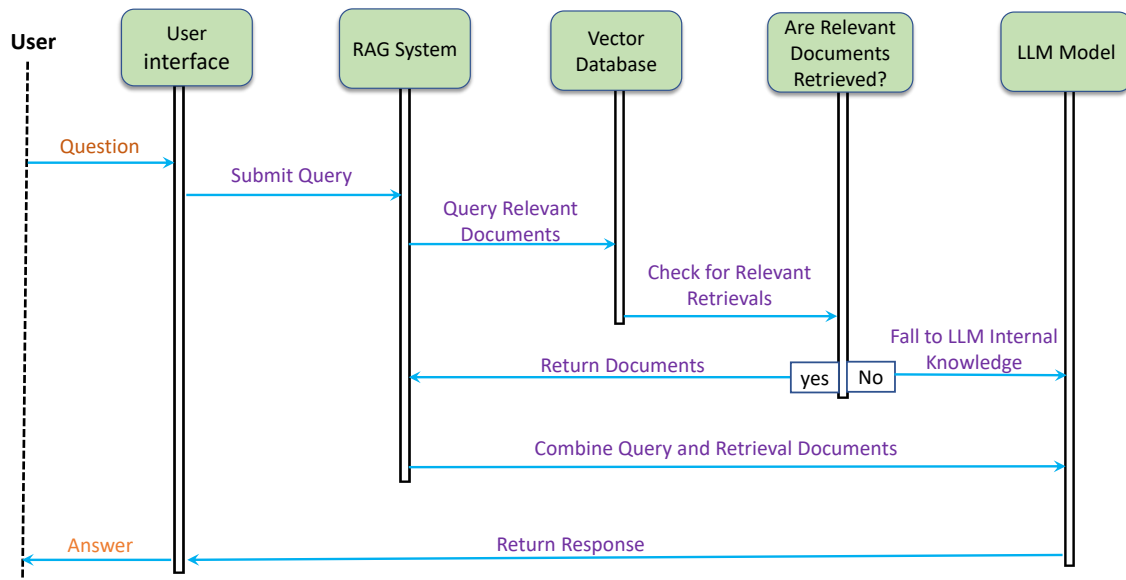 User
User
interface
RAG System
Vector
Database
Are Relevant
Documents
Retrieved?
LLM Model
Question
Submit Query
Query Relevant
Documents
Check for Relevant
Retrievals
Fall to LLM Internal
Knowledge
Return Documents
yes
No
Combine Query and Retrieval Documents
Answer
Return Response